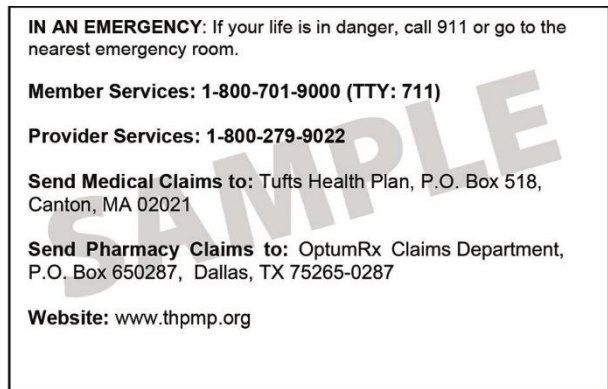 IN AN EMERGENCY: If your life is in danger, call 911 or go to the
nearest emergency room.
Member Services: 1-800-701-9000 (TTY: 711)
Provider Services: 1-800-279-9022
Send Medical Claims to: Tufts Health Plan, P.O. Box 518,
Canton, MA 02021
Send Pharmacy Claims to: OptumRx Claims Department,
P.O. Box 650287, Dallas, TX 75265-0287
Website: www.thpmp.org
SAMPLE